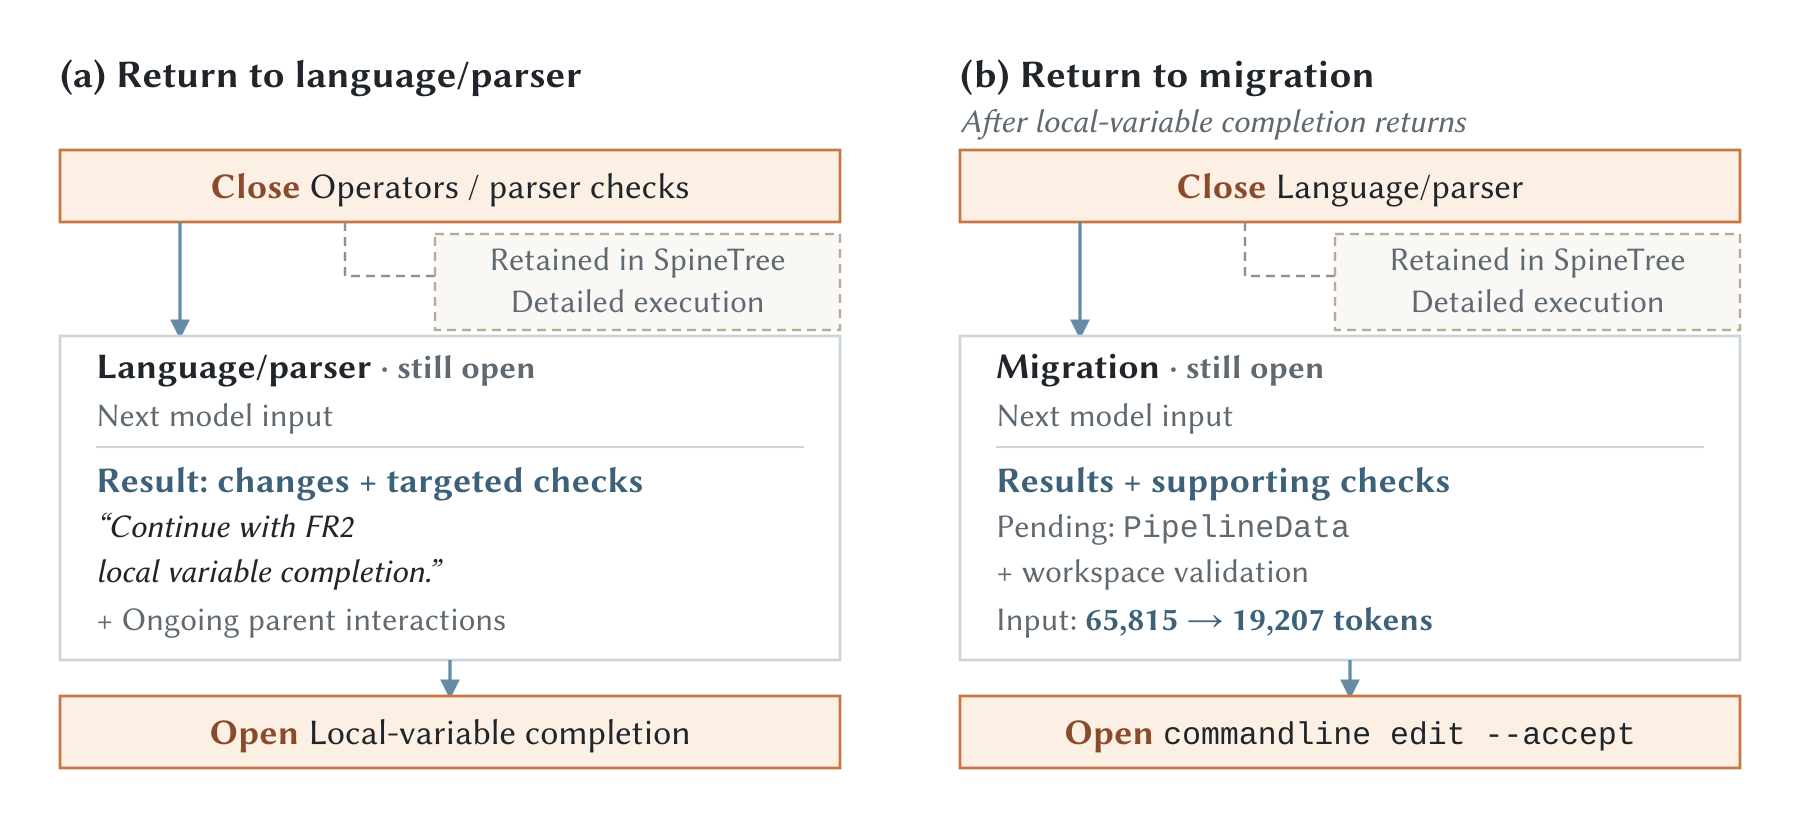 (a) Return to language/parser
Close Operators / parser checks
Retained in SpineTree
Detailed execution
Language/parser · still open
Next model input
Result: changes + targeted checks
“Continue with FR2
local variable completion.”
+ Ongoing parent interactions
Open Local-variable completion
(b) Return to migration
After local-variable completion returns
Close Language/parser
Retained in SpineTree
Detailed execution
Migration · still open
Next model input
Results + supporting checks
Pending: PipelineData
+ workspace validation
Input: 65,815 → 19,207 tokens
Open commandline edit --accept